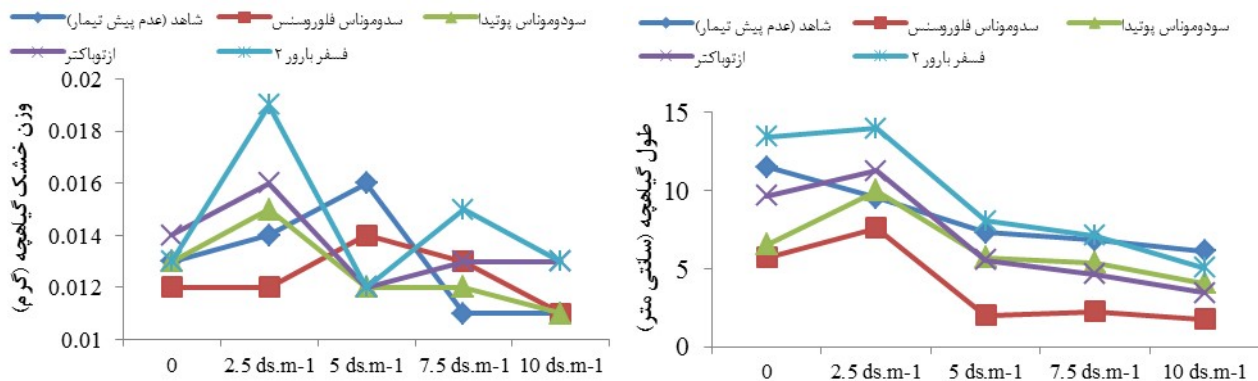 شاهد (عدم پیش تیمار) سدوموناس فلوروسنس سودوموناس پوتیدا
ازتوباکتر فسفر بارور ۲
وزن خشک گیاهچه (گرم)
0.02
0.018
0.016
0.014
0.012
0.01
0 2.5 ds.m-1 5 ds.m-1 7.5 ds.m-1 10 ds.m-1
شاهد (عدم پیش تیمار) سدوموناس فلوروسنس سودوموناس پوتیدا
ازتوباکتر فسفر بارور ۲
طول گیاهچه (سانتی متر)
15
10
5
0
0 2.5 ds.m-1 5 ds.m-1 7.5 ds.m-1 10 ds.m-1